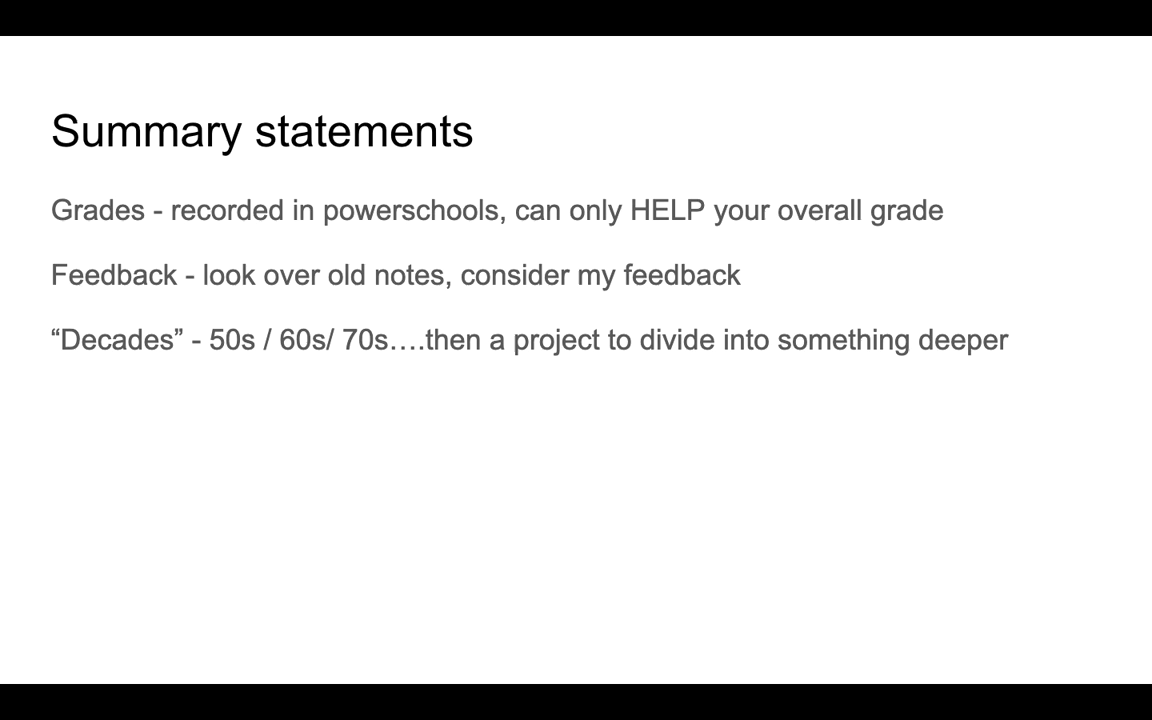 Summary statements
Grades - recorded in powerschools, can only HELP your overall grade
Feedback - look over old notes, consider my feedback
“Decades” - 50s / 60s/ 70s….then a project to divide into something deeper